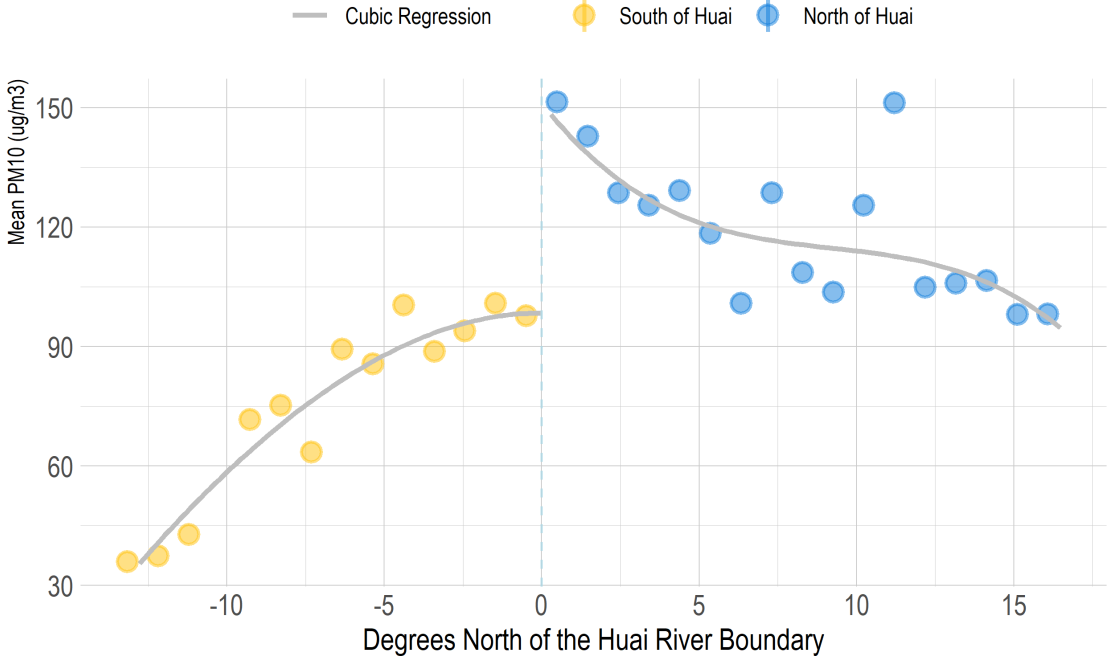 Cubic Regression South of Huai North of Huai
Mean PM10 (ug/m3)
150
120
90
60
30
-10 -5 0 5 10 15
Degrees North of the Huai River Boundary